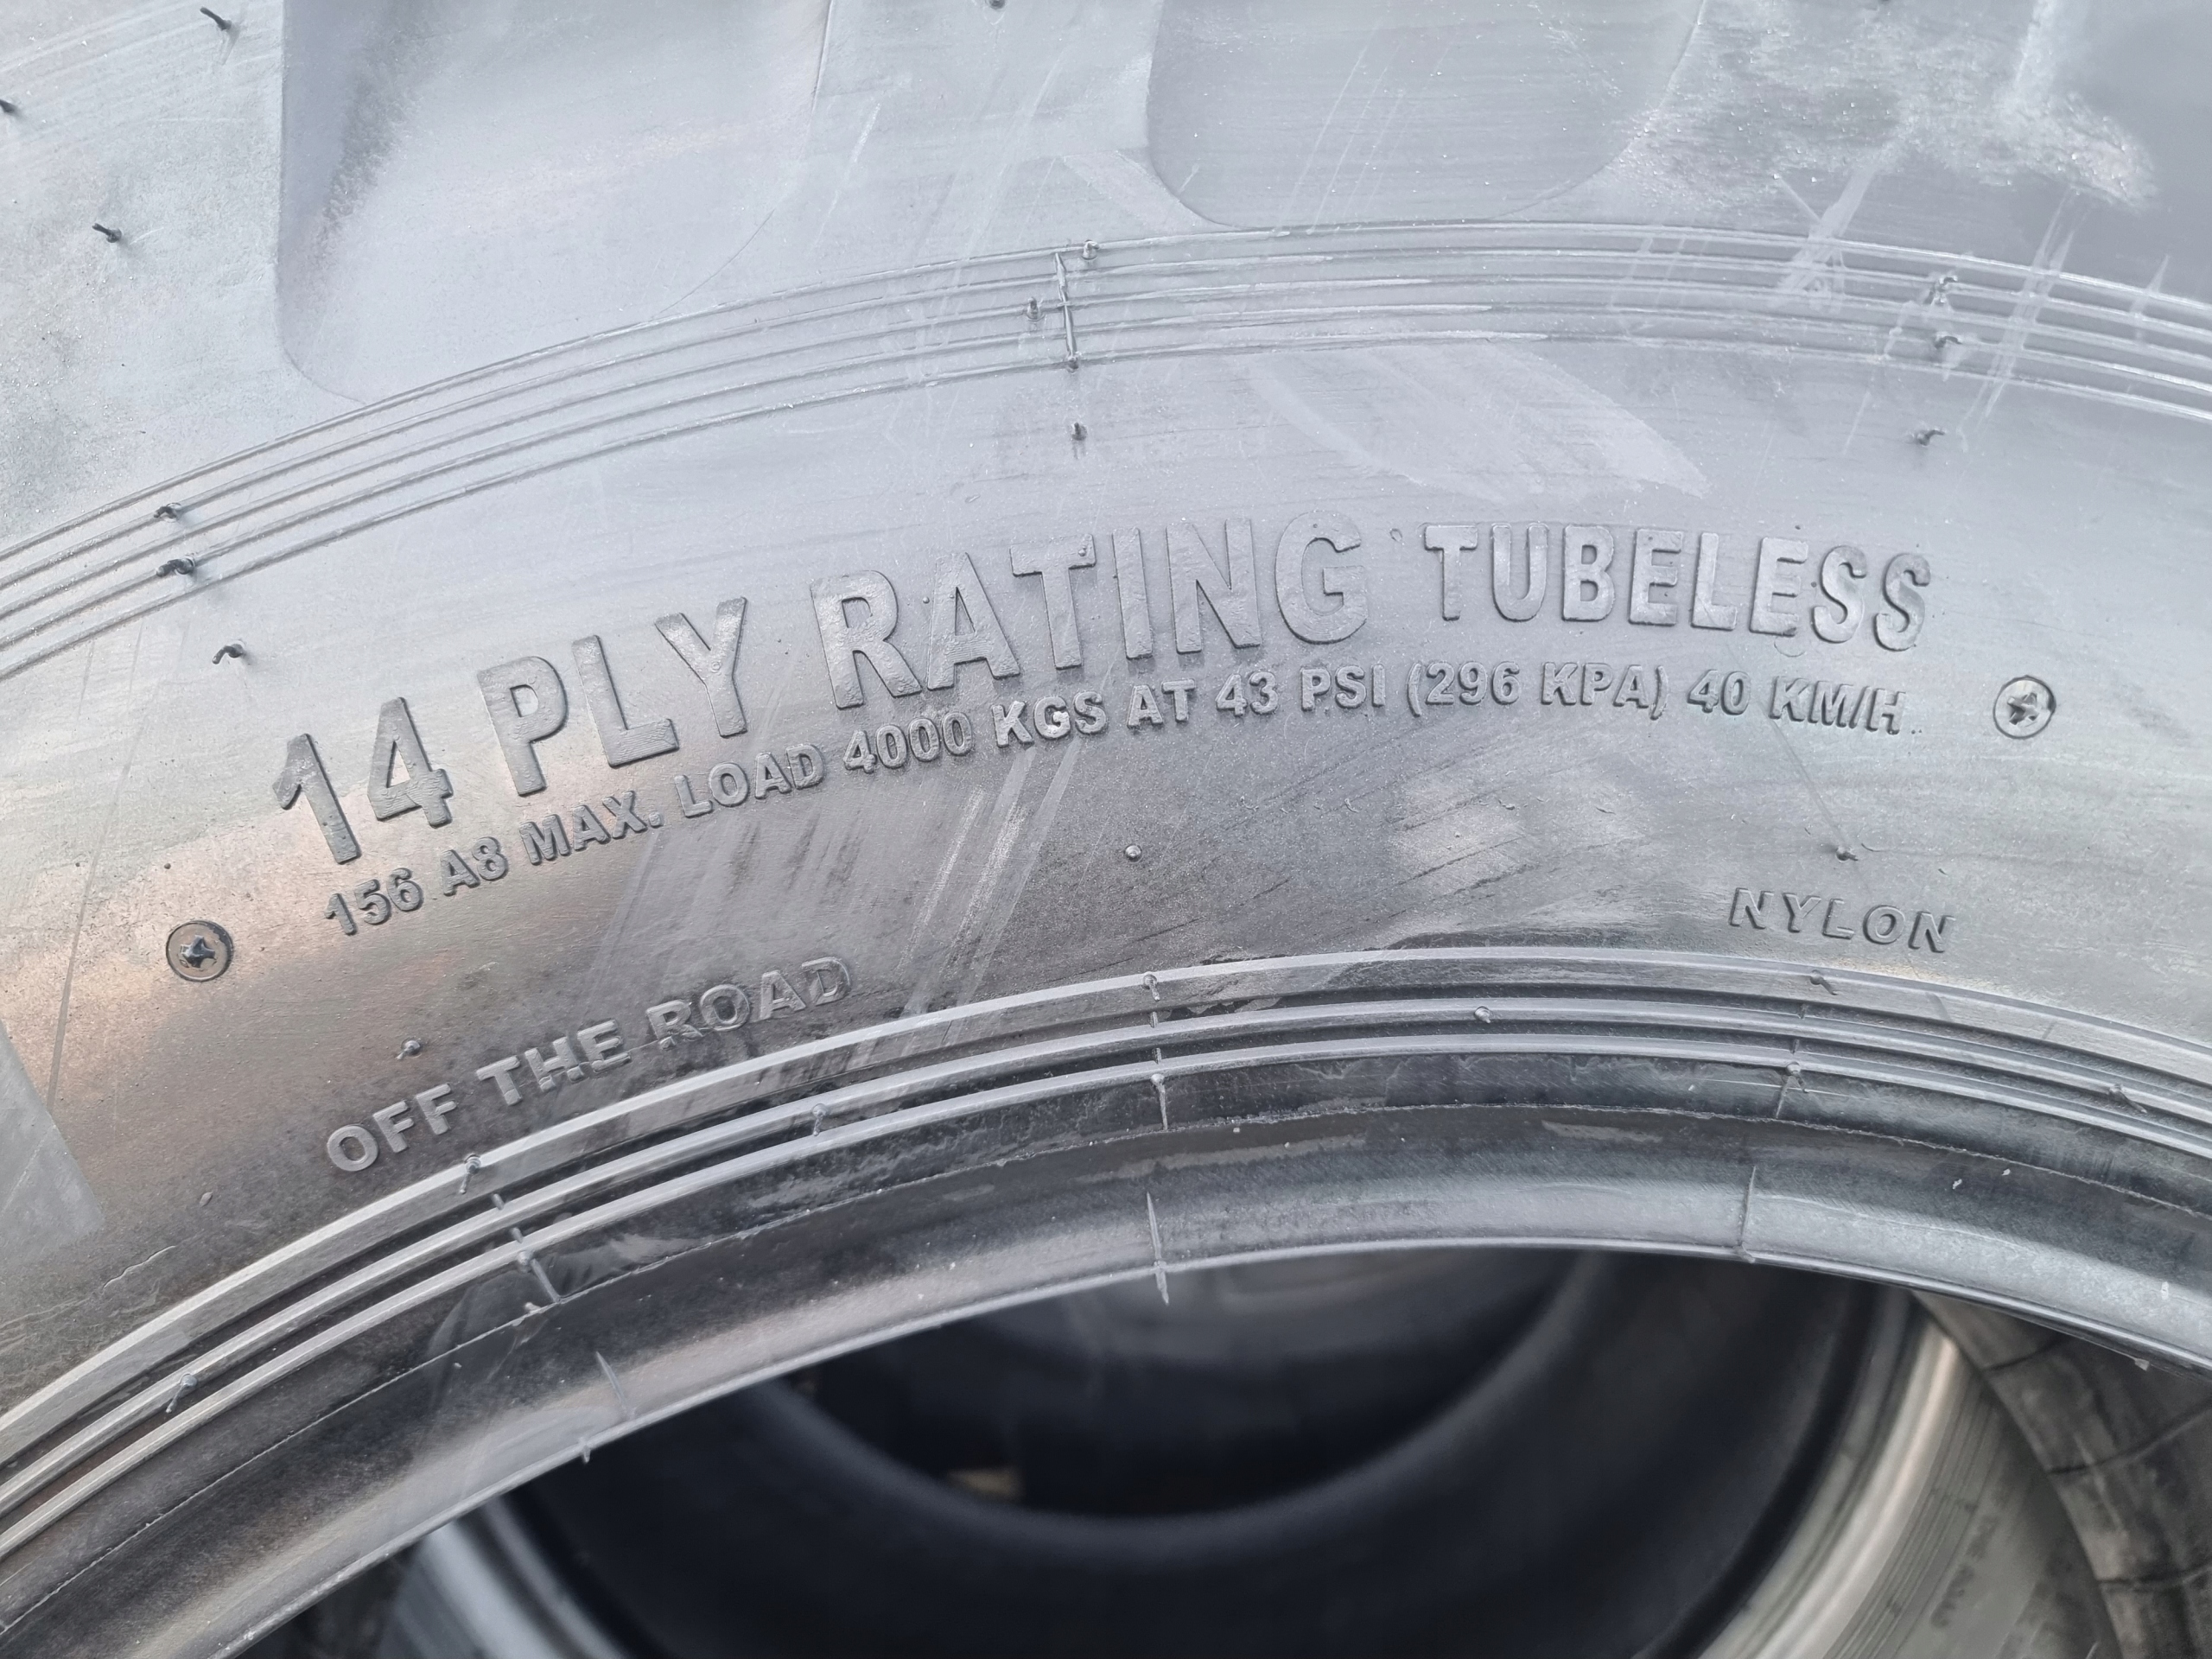 14 PLY RATING TUBELESS
156 A8 MAX. LOAD 4000 KGS AT 43 PSI (296 KPA) 40 KM/H
OFF THE ROAD
NYLON